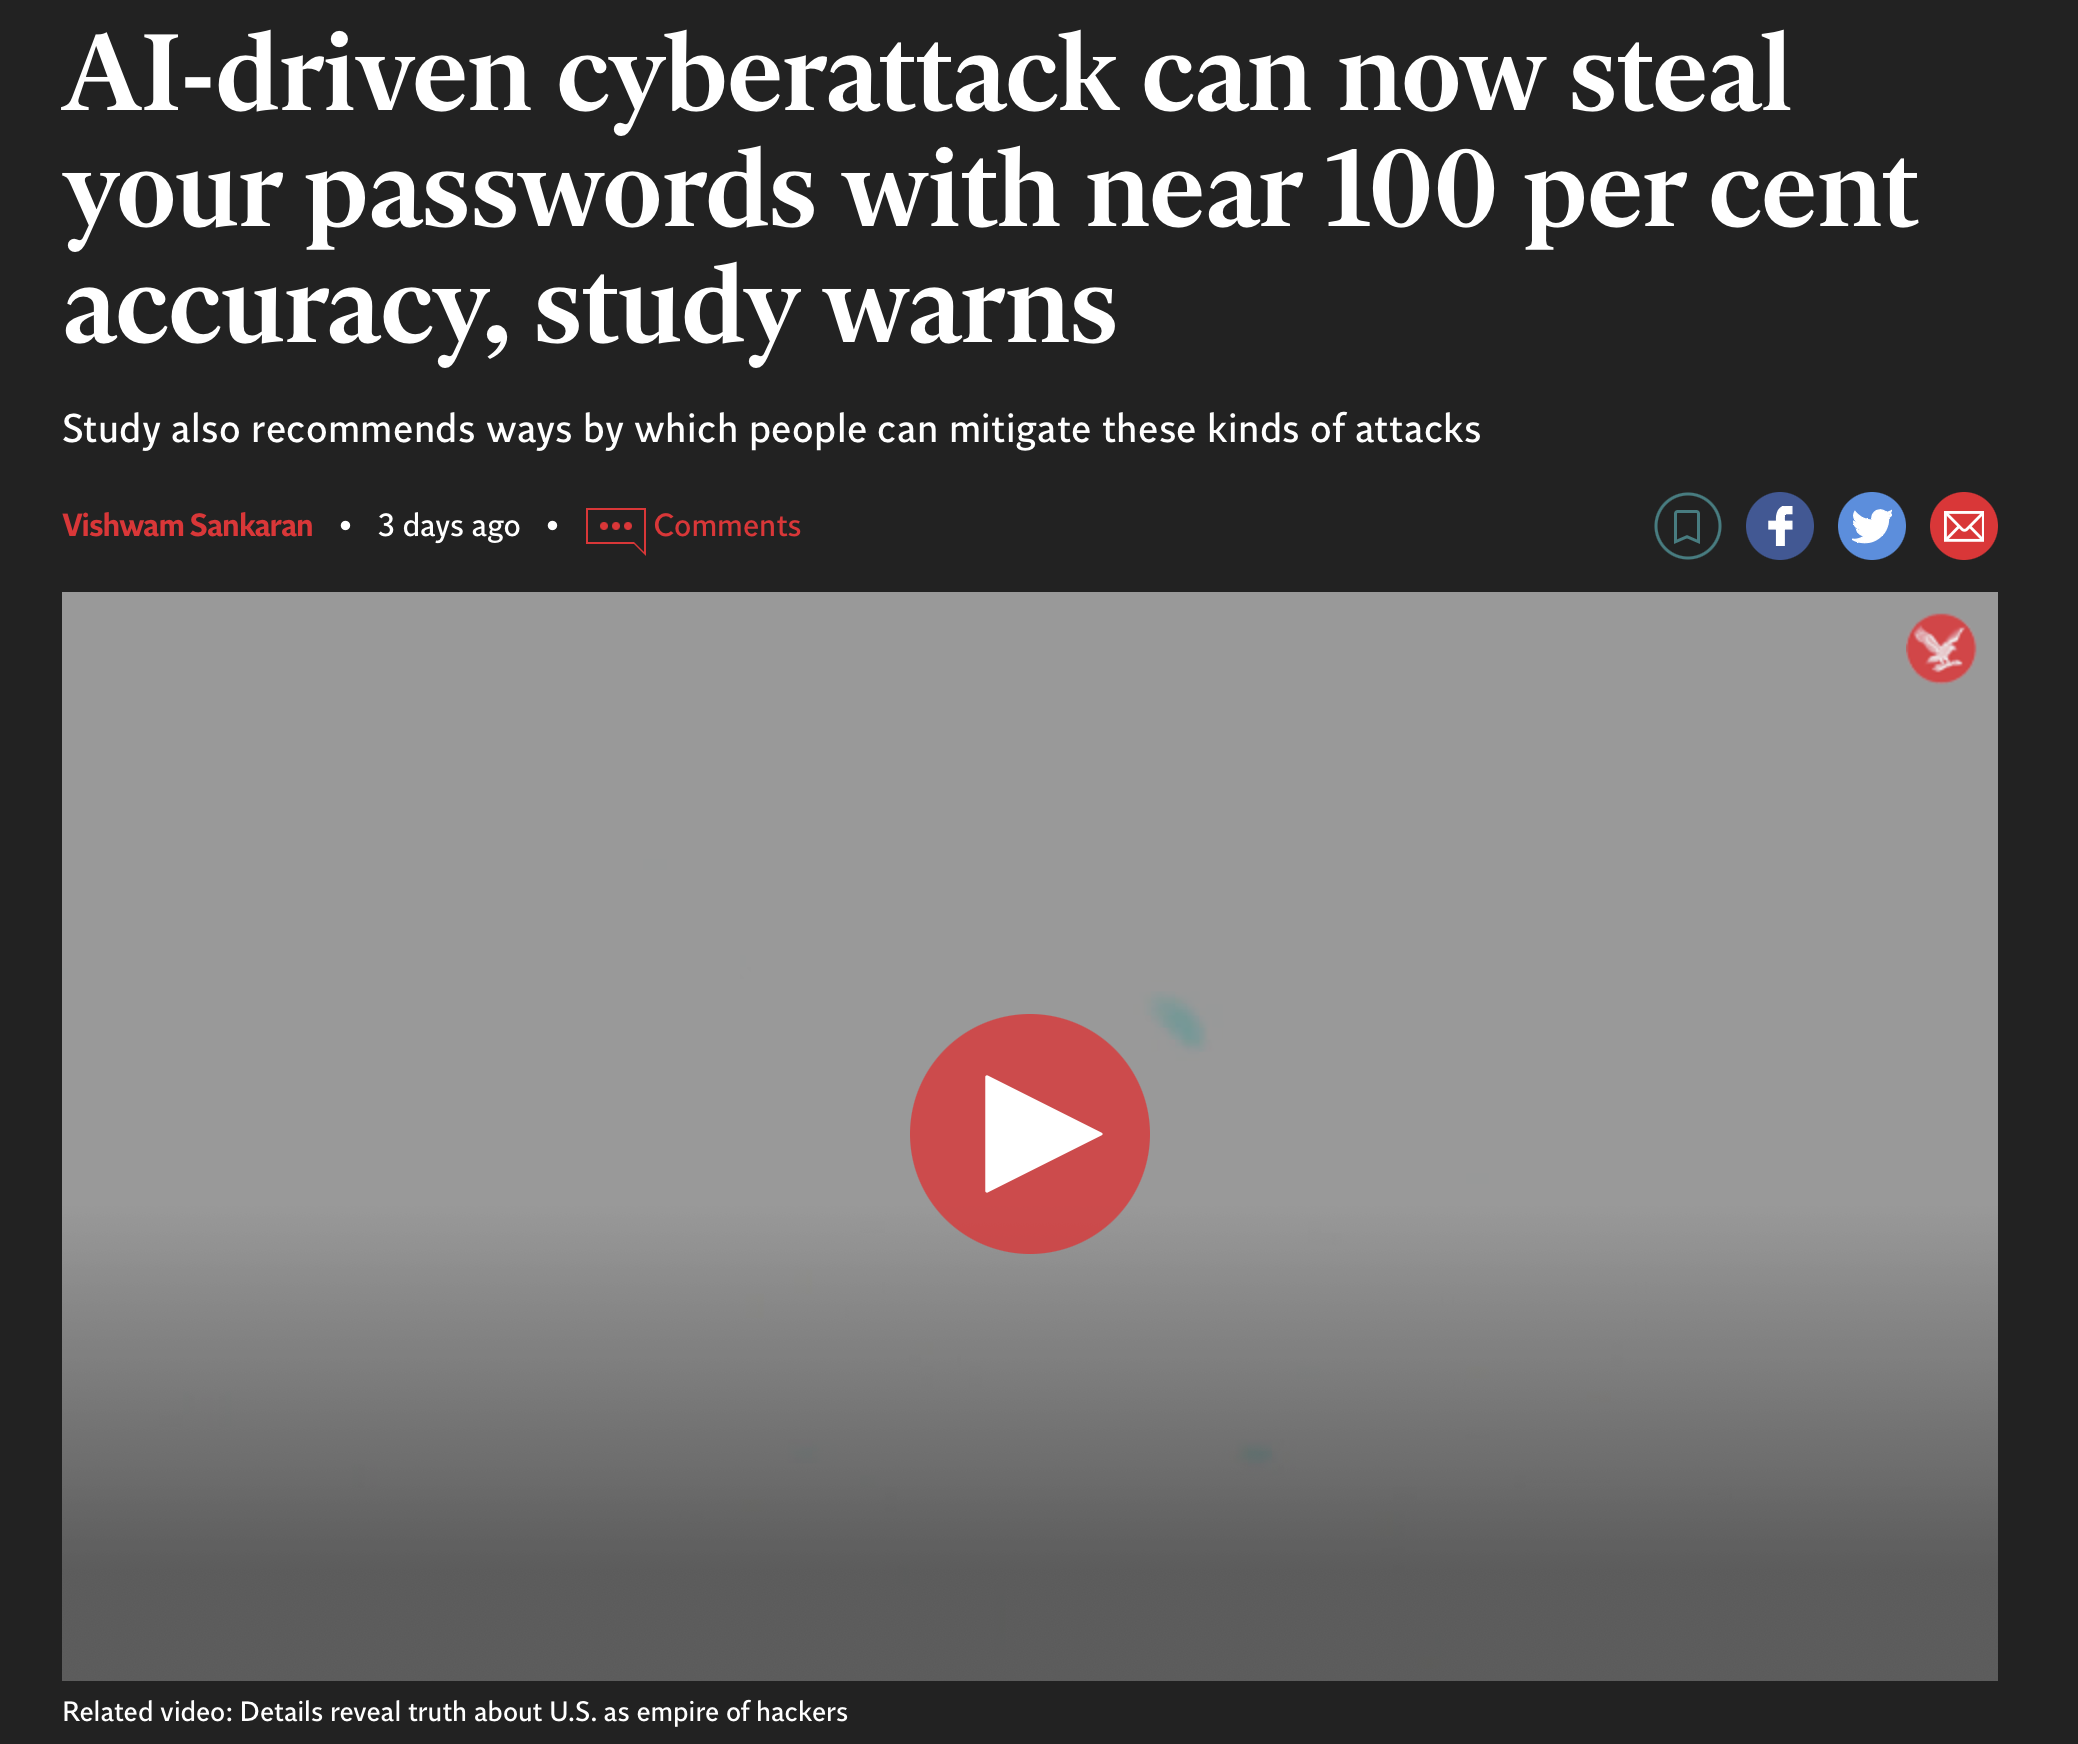 AI-driven cyberattack can now steal
your passwords with near 100 per cent
accuracy, study warns
Study also recommends ways by which people can mitigate these kinds of attacks
Vishwam Sankaran • 3 days ago • Comments
Related video: Details reveal truth about U.S. as empire of hackers